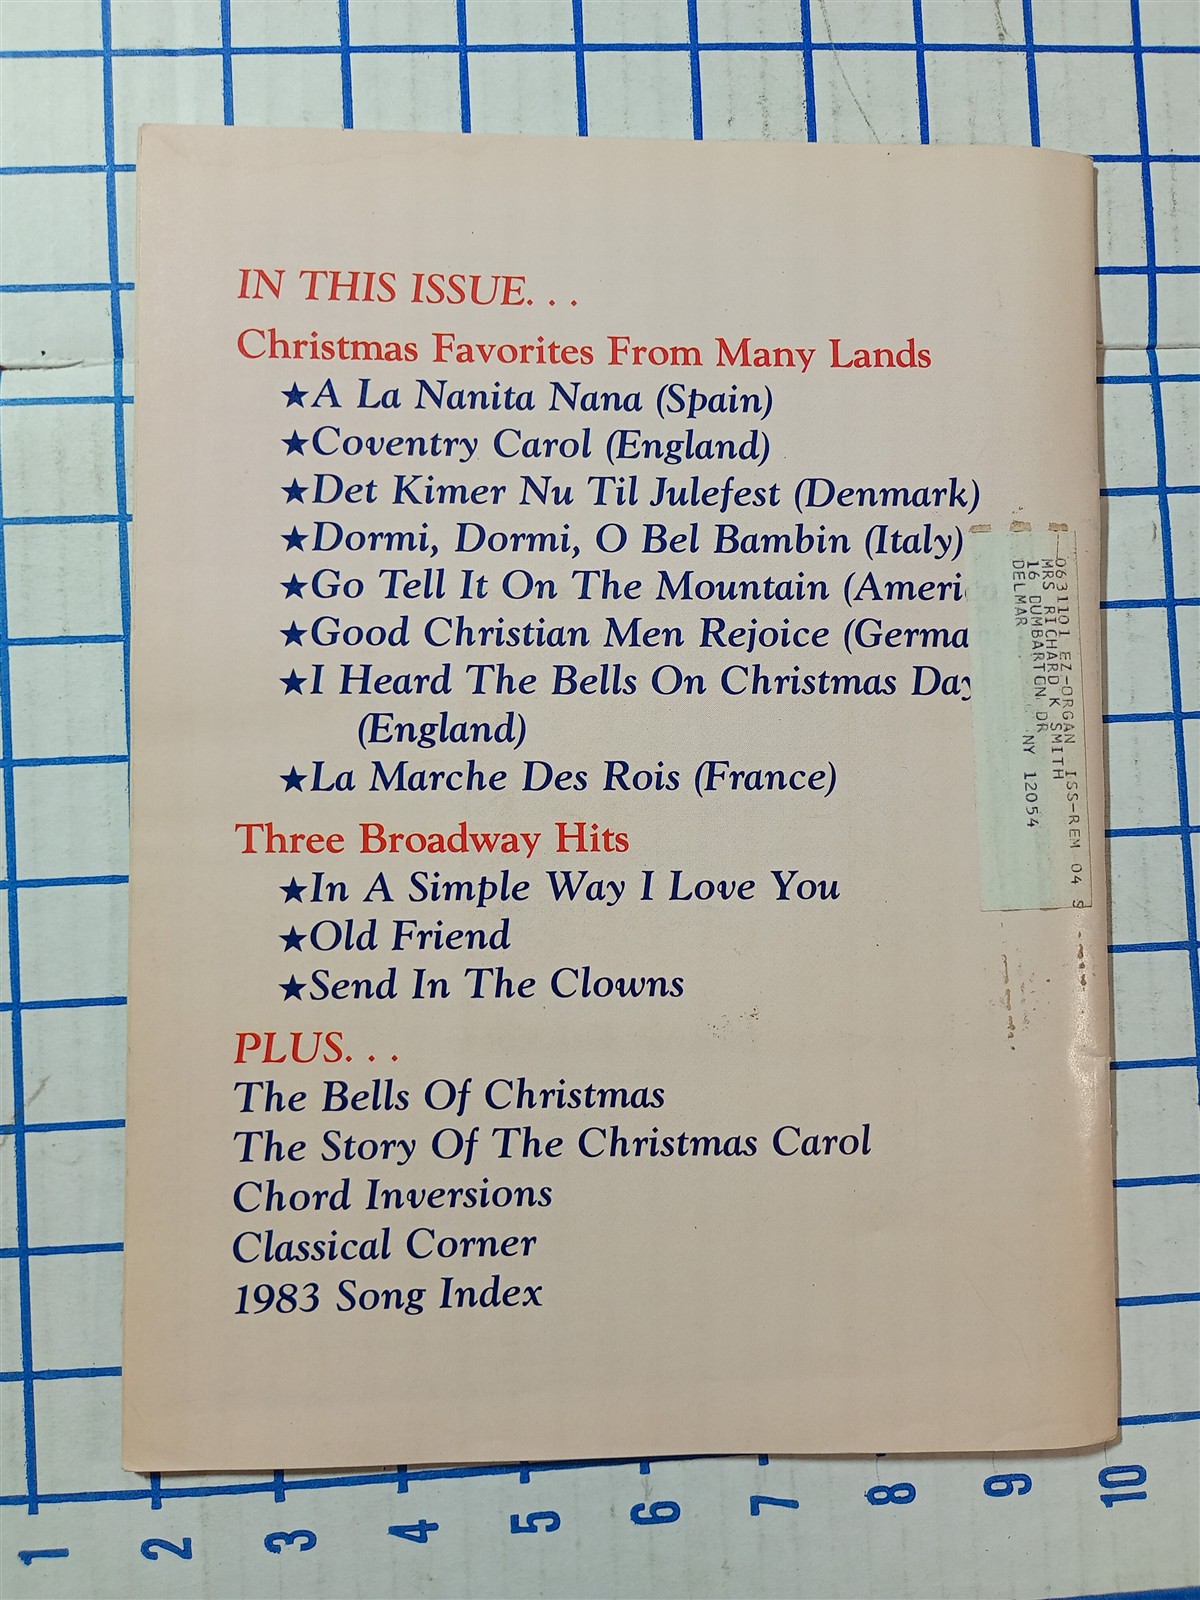 IN THIS ISSUE. . .
Christmas Favorites From Many Lands
★A La Nanita Nana (Spain)
★Coventry Carol (England)
★Det Kimer Nu Til Julefest (Denmark)
★Dormi, Dormi, O Bel Bambin (Italy)
★Go Tell It On The Mountain (Ameri
★Good Christian Men Rejoice (Germa
★I Heard The Bells On Christmas Day
(England)
★La Marche Des Rois (France)
Three Broadway Hits
★In A Simple Way I Love You
★Old Friend
★Send In The Clowns
PLUS. . .
The Bells Of Christmas
The Story Of The Christmas Carol
Chord Inversions
Classical Corner
1983 Song Index
0631101 EZ-ORGAN ISS-REM 04 S
MRS RICHARD K SMITH
16 DUMBARTON DR
DELMAR NY 12054
1 2 3 4 5 6 7 8 9 10